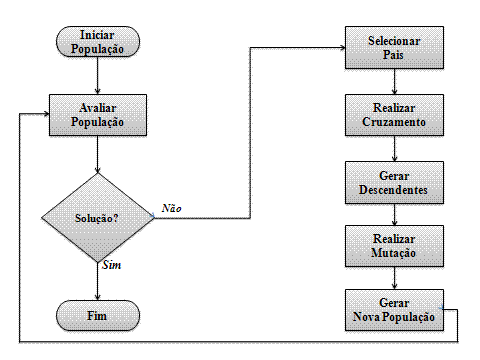 Iniciar
População
Avaliar
População
Solução?
Não
Sim
Fim
Selecionar
Pais
Realizar
Cruzamento
Gerar
Descendentes
Realizar
Mutação
Gerar
Nova População